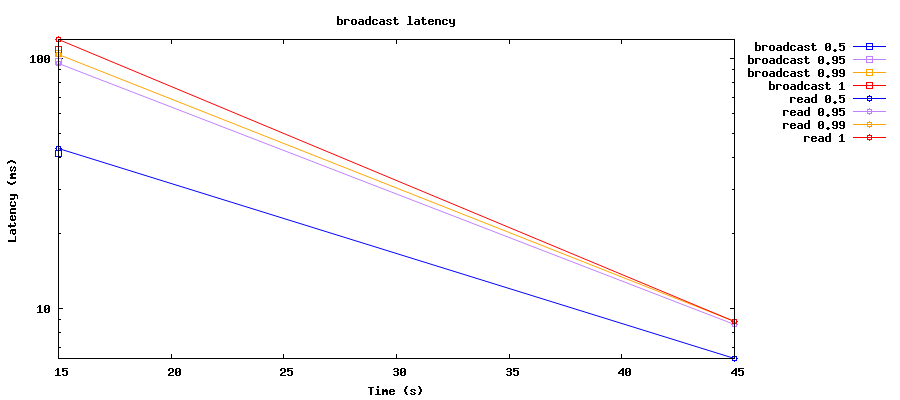 broadcast latency
broadcast 0.5
broadcast 0.95
broadcast 0.99
broadcast 1
read 0.5
read 0.95
read 0.99
read 1
100
10
Latency (ms)
15 20 25 30 35 40 45
Time (s)